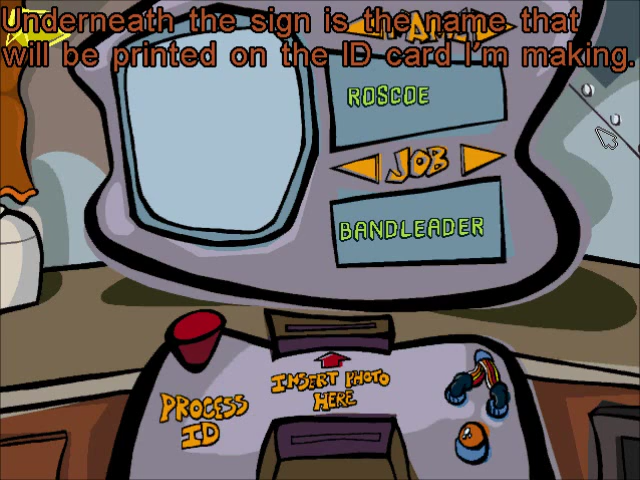 Underneath the sign is the name that
will be printed on the ID card I'm making.
NAME
ROSCOE
JOB
BANDLEADER
INSERT PHOTO
HERE
PROCESS
ID